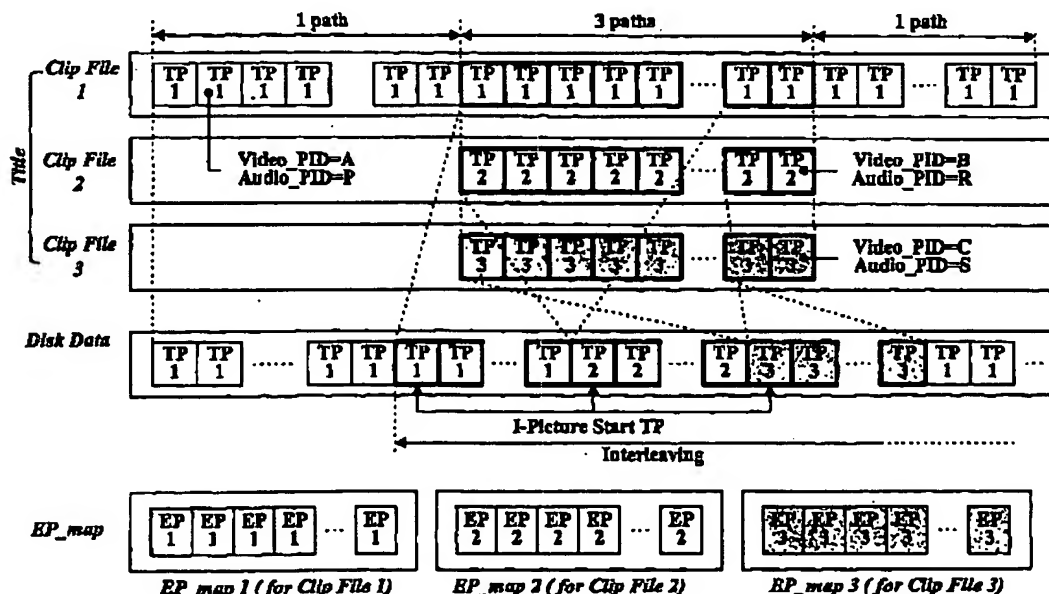 1 path 3 paths 1 path
Clip File 1
TP 1 TP 1 TP 1 TP 1 TP 1 TP 1 TP 1 TP 1 TP 1 TP 1 TP 1 ... TP 1 TP 1 TP 1 TP 1 ... TP 1 TP 1
Title
Video_PID=A
Audio_PID=P
Clip File 2
TP 2 TP 2 TP 2 TP 2 TP 2 ... TP 2 TP 2
Video_PID=B
Audio_PID=R
Clip File 3
TP 3 TP 3 TP 3 TP 3 TP 3 ... TP 3 TP 3
Video_PID=C
Audio_PID=S
Disk Data
TP 1 TP 1 ... TP 1 TP 1 TP 1 TP 1 ... TP 1 TP 2 TP 2 ... TP 2 TP 3 TP 3 ... TP 3 TP 1 TP 1 ...
I-Picture Start TP
Interleaving
EP_map
EP 1 EP 1 EP 1 EP 1 ... EP 1
EP 2 EP 2 EP 2 EP 2 ... EP 2
EP 3 EP 3 EP 3 EP 3 ... EP 3
EP_map 1 ( for Clip File 1)
EP_map 2 ( for Clip File 2)
EP_map 3 ( for Clip File 3)